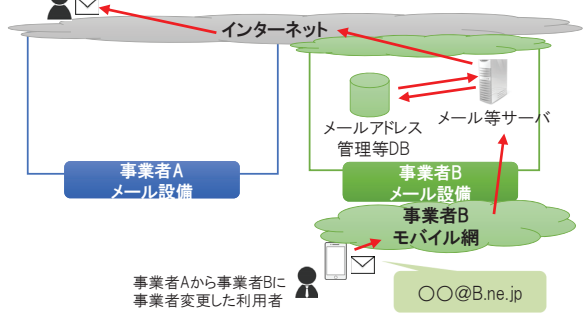 インターネット
メールアドレス
管理等DB
メール等サーバ
事業者A
メール設備
事業者B
メール設備
事業者B
モバイル網
事業者Aから事業者Bに
事業者変更した利用者
〇〇@B.ne.jp